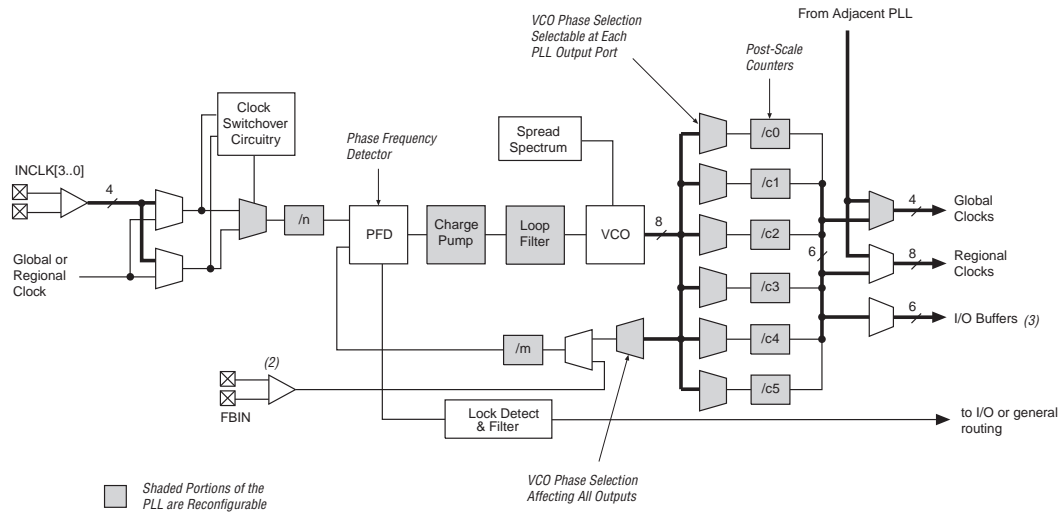 From Adjacent PLL
VCO Phase Selection
Selectable at Each
PLL Output Port
Post-Scale
Counters
Clock
Switchover
Circuitry
Phase Frequency
Detector
Spread
Spectrum
/c0
INCLK[3..0]
4
/c1
4
Global
Clocks
/n
PFD
Charge
Pump
Loop
Filter
VCO
8
/c2
6
8
Regional
Clocks
Global or
Regional
Clock
/c3
6
I/O Buffers (3)
/m
/c4
(2)
FBIN
/c5
Lock Detect
& Filter
to I/O or general
routing
VCO Phase Selection
Affecting All Outputs
Shaded Portions of the
PLL are Reconfigurable